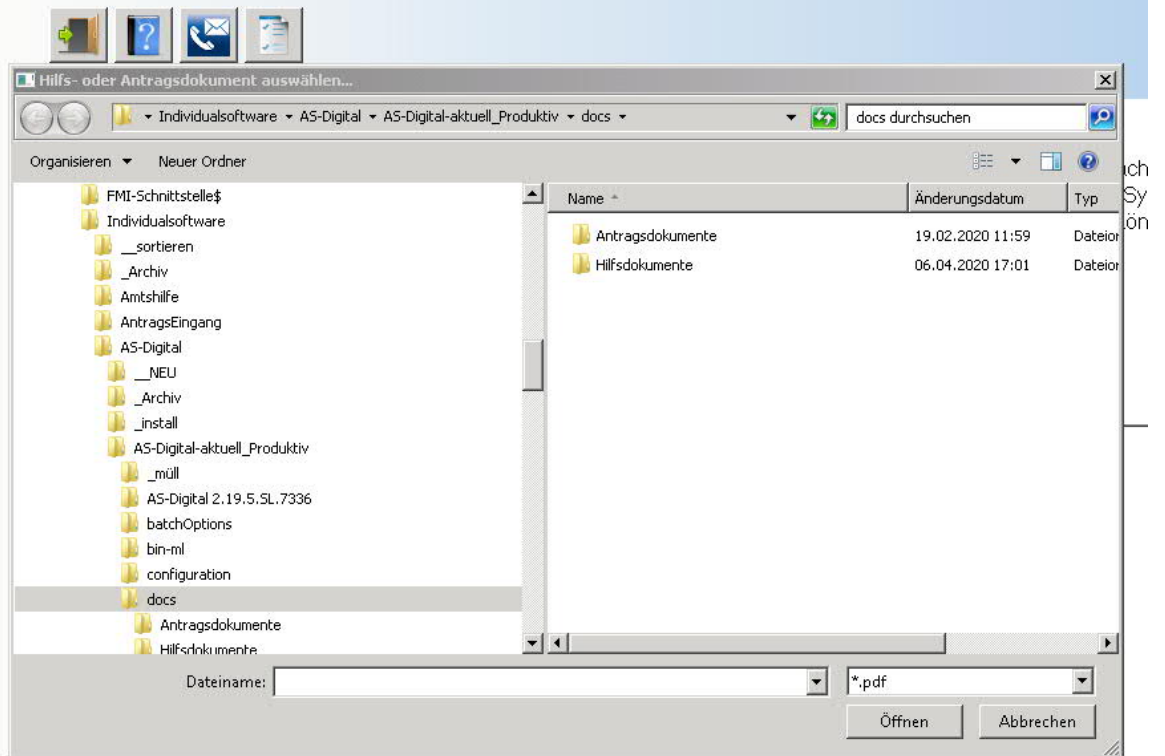 Hilfs- oder Antragsdokument auswählen...
Individualsoftware AS-Digital AS-Digital-aktuell_Produktiv docs
docs durchsuchen
Organisieren Neuer Ordner
FMI-Schnittstelle$
Individualsoftware
__sortieren
_Archiv
Amtshilfe
AntragsEingang
AS-Digital
__NEU
_Archiv
_install
AS-Digital-aktuell_Produktiv
_müll
AS-Digital 2.19.5.SL.7336
batchOptions
bin-ml
configuration
docs
Antragsdokumente
Hilfsdokumente
Name Änderungsdatum Typ
Antragsdokumente 19.02.2020 11:59 Dateior
Hilfsdokumente 06.04.2020 17:01 Dateior
Dateiname: *.pdf
Öffnen Abbrechen